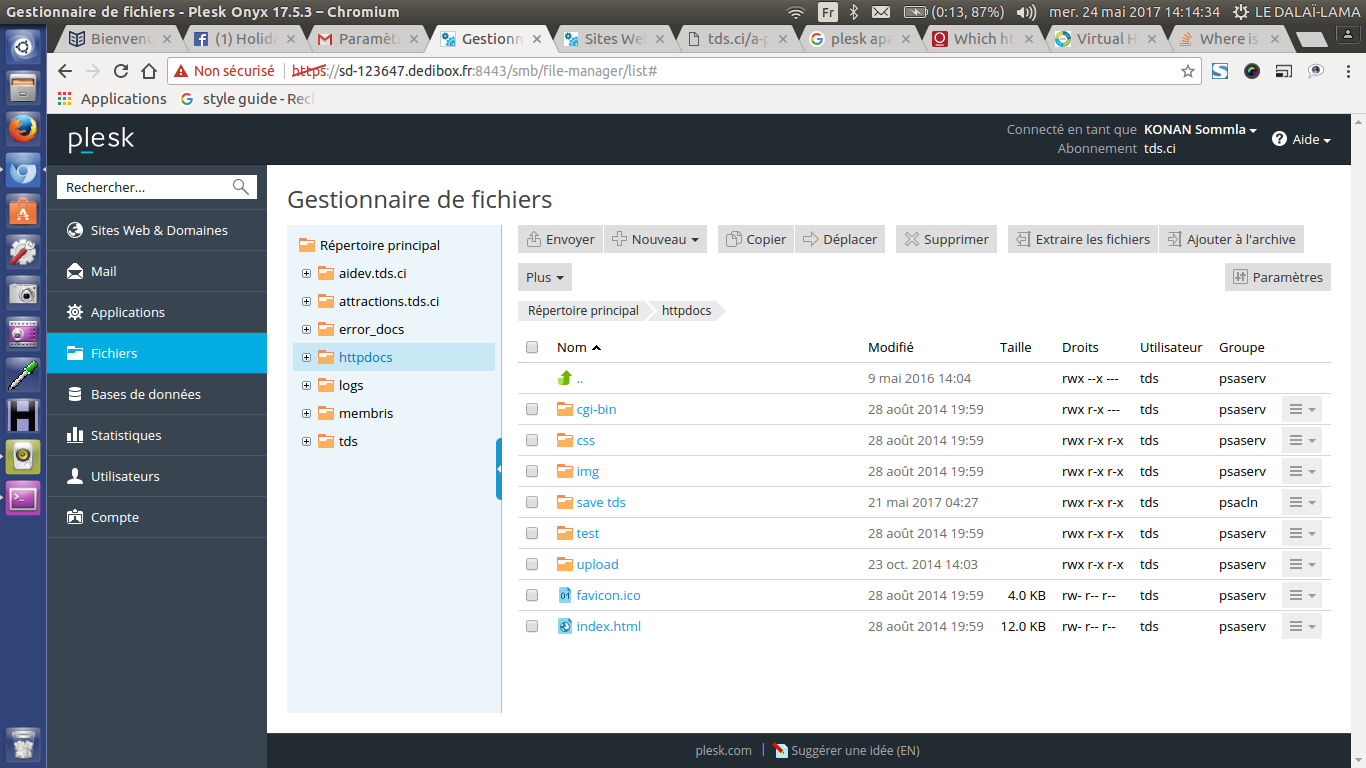 Gestionnaire de fichiers - Plesk Onyx 17.5.3 – Chromium
Fr
(0:13, 87%)
mer. 24 mai 2017 14:14:34
LE DALAÏ-LAMA
Bienvenu
(1) Holida
Paramètr
Gestionn
Sites Web
tds.ci/a-p
plesk apa
Which ht
Virtual H
Where is
Non sécurisé
https://sd-123647.dedibox.fr:8443/smb/file-manager/list#
Applications
style guide - Rech
plesk
Connecté en tant que KONAN Sommla
Abonnement tds.ci
Aide
Rechercher...
Sites Web & Domaines
Mail
Applications
Fichiers
Bases de données
Statistiques
Utilisateurs
Compte
Gestionnaire de fichiers
Répertoire principal
aidev.tds.ci
attractions.tds.ci
error_docs
httpdocs
logs
membris
tds
Envoyer
Nouveau
Copier
Déplacer
Supprimer
Extraire les fichiers
Ajouter à l'archive
Plus
Paramètres
Répertoire principal
httpdocs
Nom Modifié Taille Droits Utilisateur Groupe
.. 9 mai 2016 14:04 rwx --x --- tds psaserv
cgi-bin 28 août 2014 19:59 rwx r-x --- tds psaserv
css 28 août 2014 19:59 rwx r-x r-x tds psaserv
img 28 août 2014 19:59 rwx r-x r-x tds psaserv
save tds 21 mai 2017 04:27 rwx r-x r-x tds psacln
test 28 août 2014 19:59 rwx r-x r-x tds psaserv
upload 23 oct. 2014 14:03 rwx r-x r-x tds psaserv
favicon.ico 28 août 2014 19:59 4.0 KB rw- r-- r-- tds psaserv
index.html 28 août 2014 19:59 12.0 KB rw- r-- r-- tds psaserv
plesk.com
Suggérer une idée (EN)